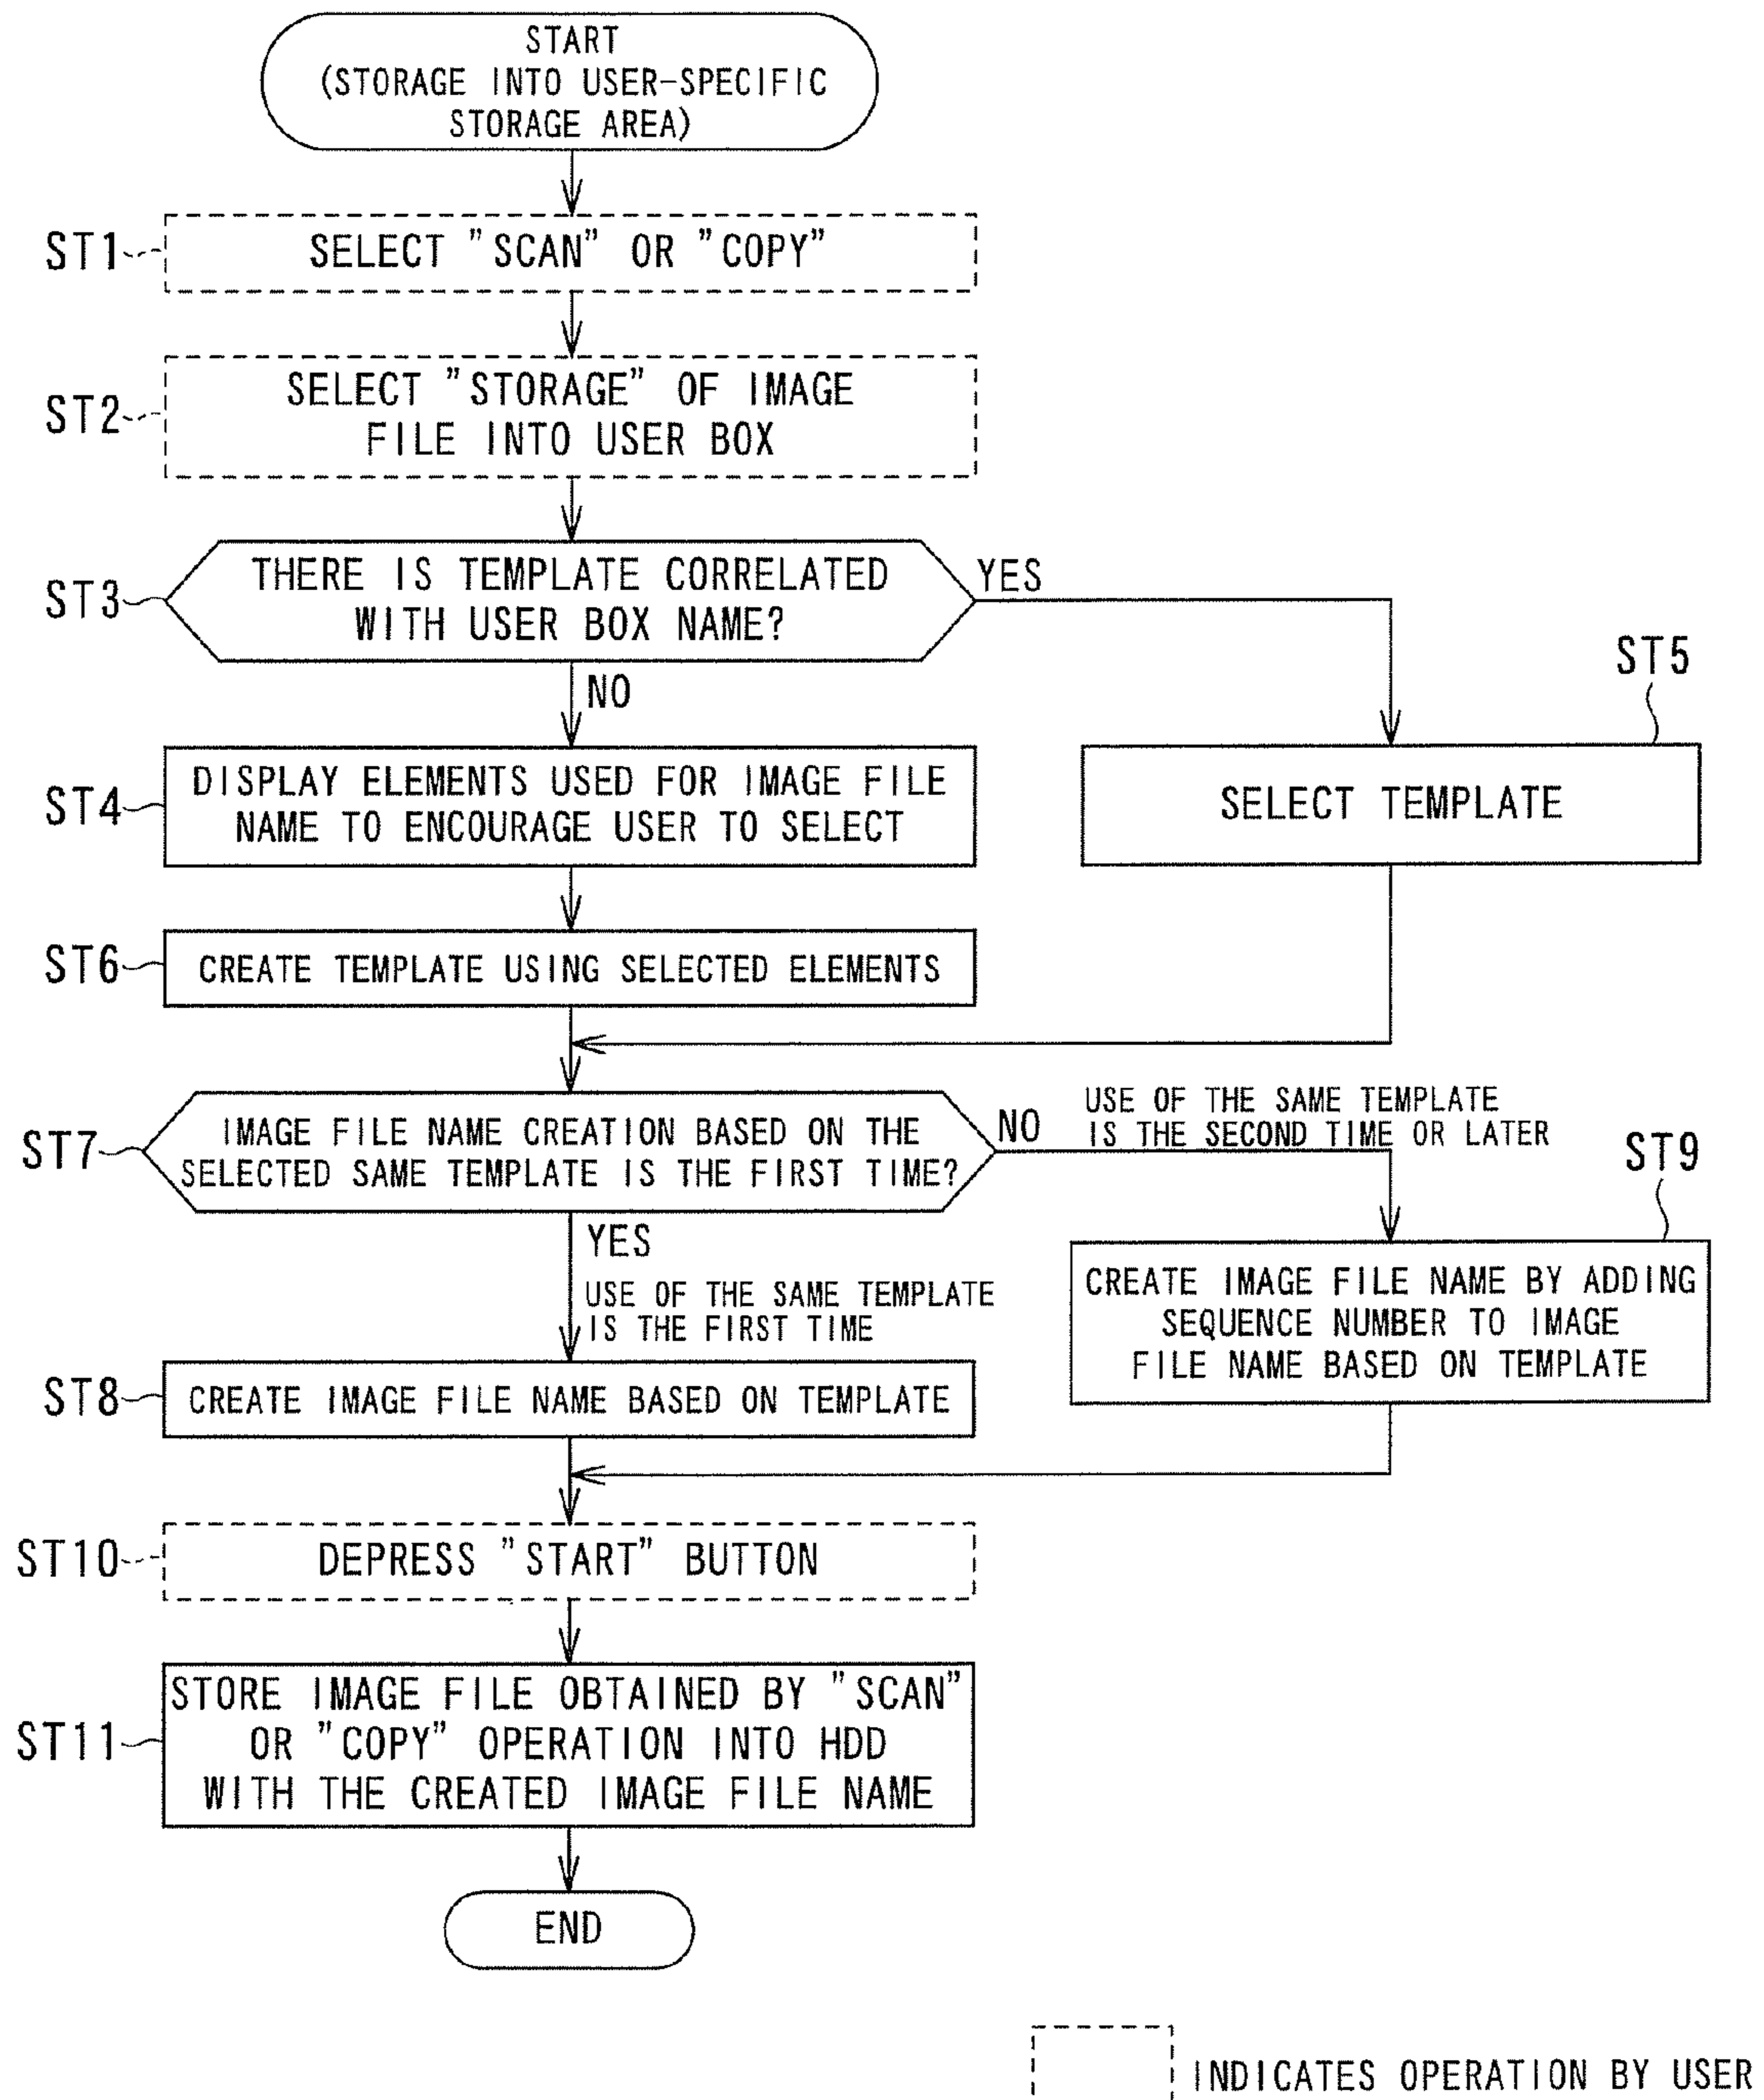 START
(STORAGE INTO USER-SPECIFIC
STORAGE AREA)
ST1
SELECT "SCAN" OR "COPY"
ST2
SELECT "STORAGE" OF IMAGE
FILE INTO USER BOX
ST3
THERE IS TEMPLATE CORRELATED
WITH USER BOX NAME?
YES
NO
ST5
SELECT TEMPLATE
ST4
DISPLAY ELEMENTS USED FOR IMAGE FILE
NAME TO ENCOURAGE USER TO SELECT
ST6
CREATE TEMPLATE USING SELECTED ELEMENTS
ST7
IMAGE FILE NAME CREATION BASED ON THE
SELECTED SAME TEMPLATE IS THE FIRST TIME?
NO
USE OF THE SAME TEMPLATE
IS THE SECOND TIME OR LATER
YES
USE OF THE SAME TEMPLATE
IS THE FIRST TIME
ST9
CREATE IMAGE FILE NAME BY ADDING
SEQUENCE NUMBER TO IMAGE
FILE NAME BASED ON TEMPLATE
ST8
CREATE IMAGE FILE NAME BASED ON TEMPLATE
ST10
DEPRESS "START" BUTTON
ST11
STORE IMAGE FILE OBTAINED BY "SCAN"
OR "COPY" OPERATION INTO HDD
WITH THE CREATED IMAGE FILE NAME
END
INDICATES OPERATION BY USER